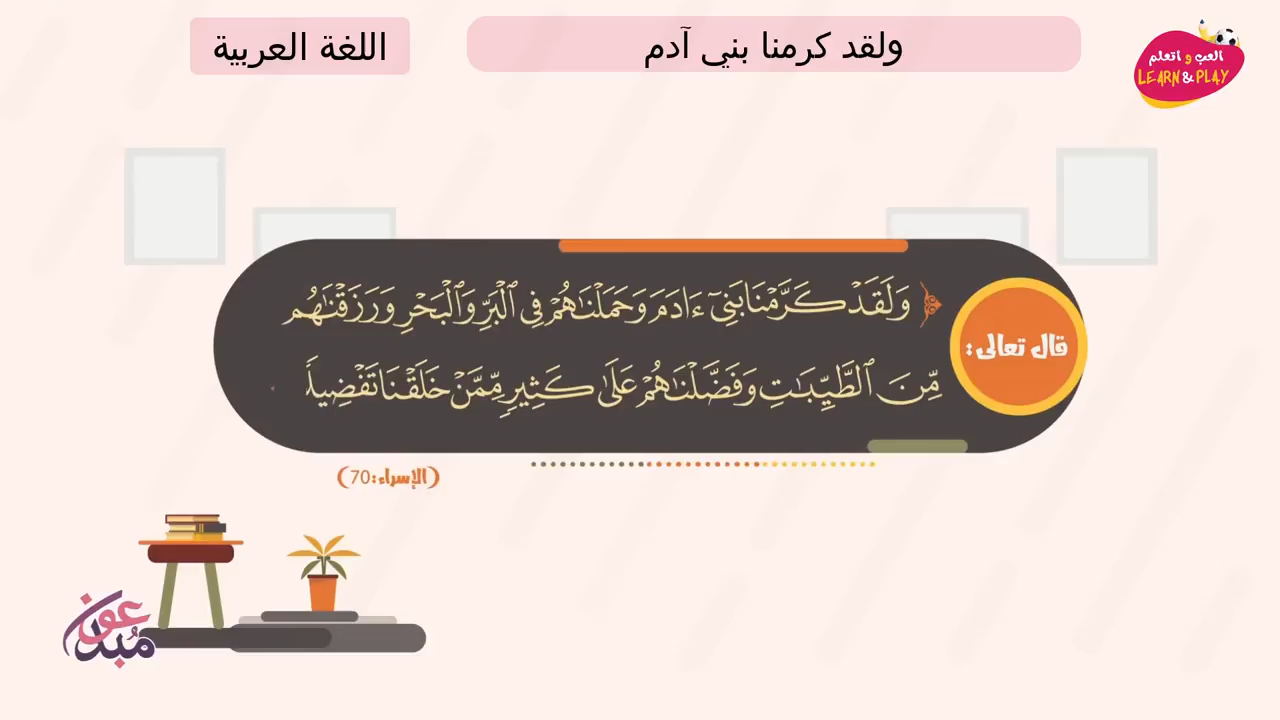 ولقد كرمنا بني آدم
اللغة العربية
العب و اتعلم
LEARN & PLAY
قال تعالى:
وَلَقَدْ كَرَّمْنَا بَنِىٓ ءَادَمَ وَحَمَلْنَٰهُمْ فِى ٱلْبَرِّ وَٱلْبَحْرِ وَرَزَقْنَٰهُم
مِّنَ ٱلطَّيِّبَٰتِ وَفَضَّلْنَٰهُمْ عَلَىٰ كَثِيرٍ مِّمَّنْ خَلَقْنَا تَفْضِيلًا
(الإسراء:70)